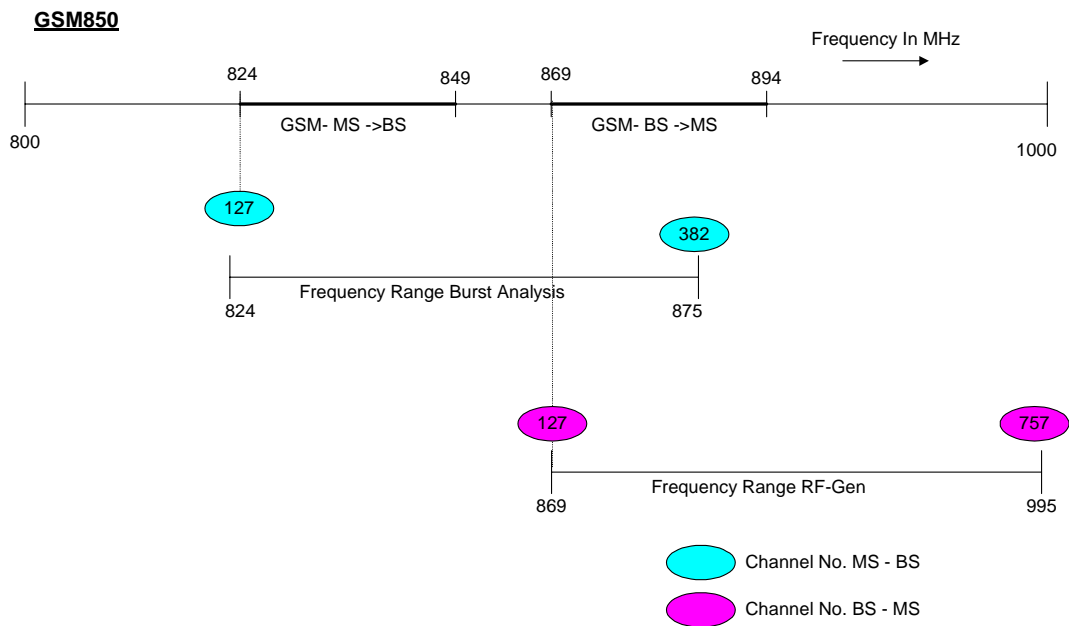 GSM850
Frequency In MHz
824
849
869
894
GSM- MS ->BS
GSM- BS ->MS
800
1000
127
382
Frequency Range Burst Analysis
824
875
127
757
Frequency Range RF-Gen
869
995
Channel No. MS - BS
Channel No. BS - MS